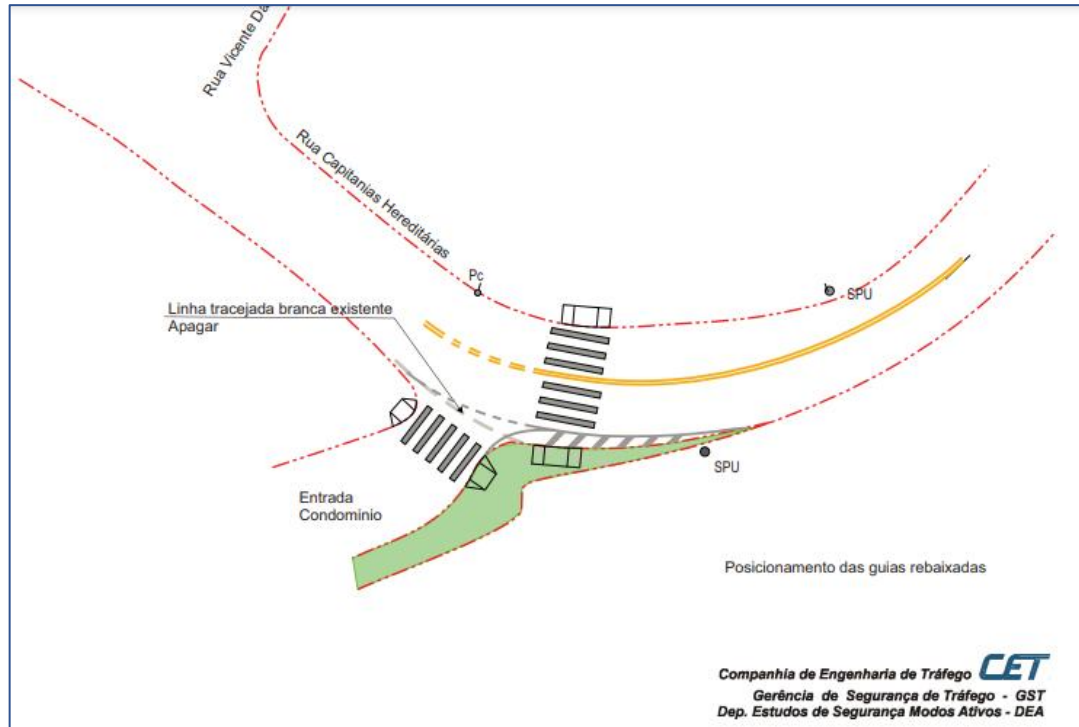 Rua Vicente Da
Rua Capitanias Hereditárias
Pc
SPU
Linha tracejada branca existente
Apagar
SPU
Entrada
Condominio
Posicionamento das guias rebaixadas
Companhia de Engenharia de Tráfego CET
Gerência de Segurança de Tráfego - GST
Dep. Estudos de Segurança Modos Ativos - DEA